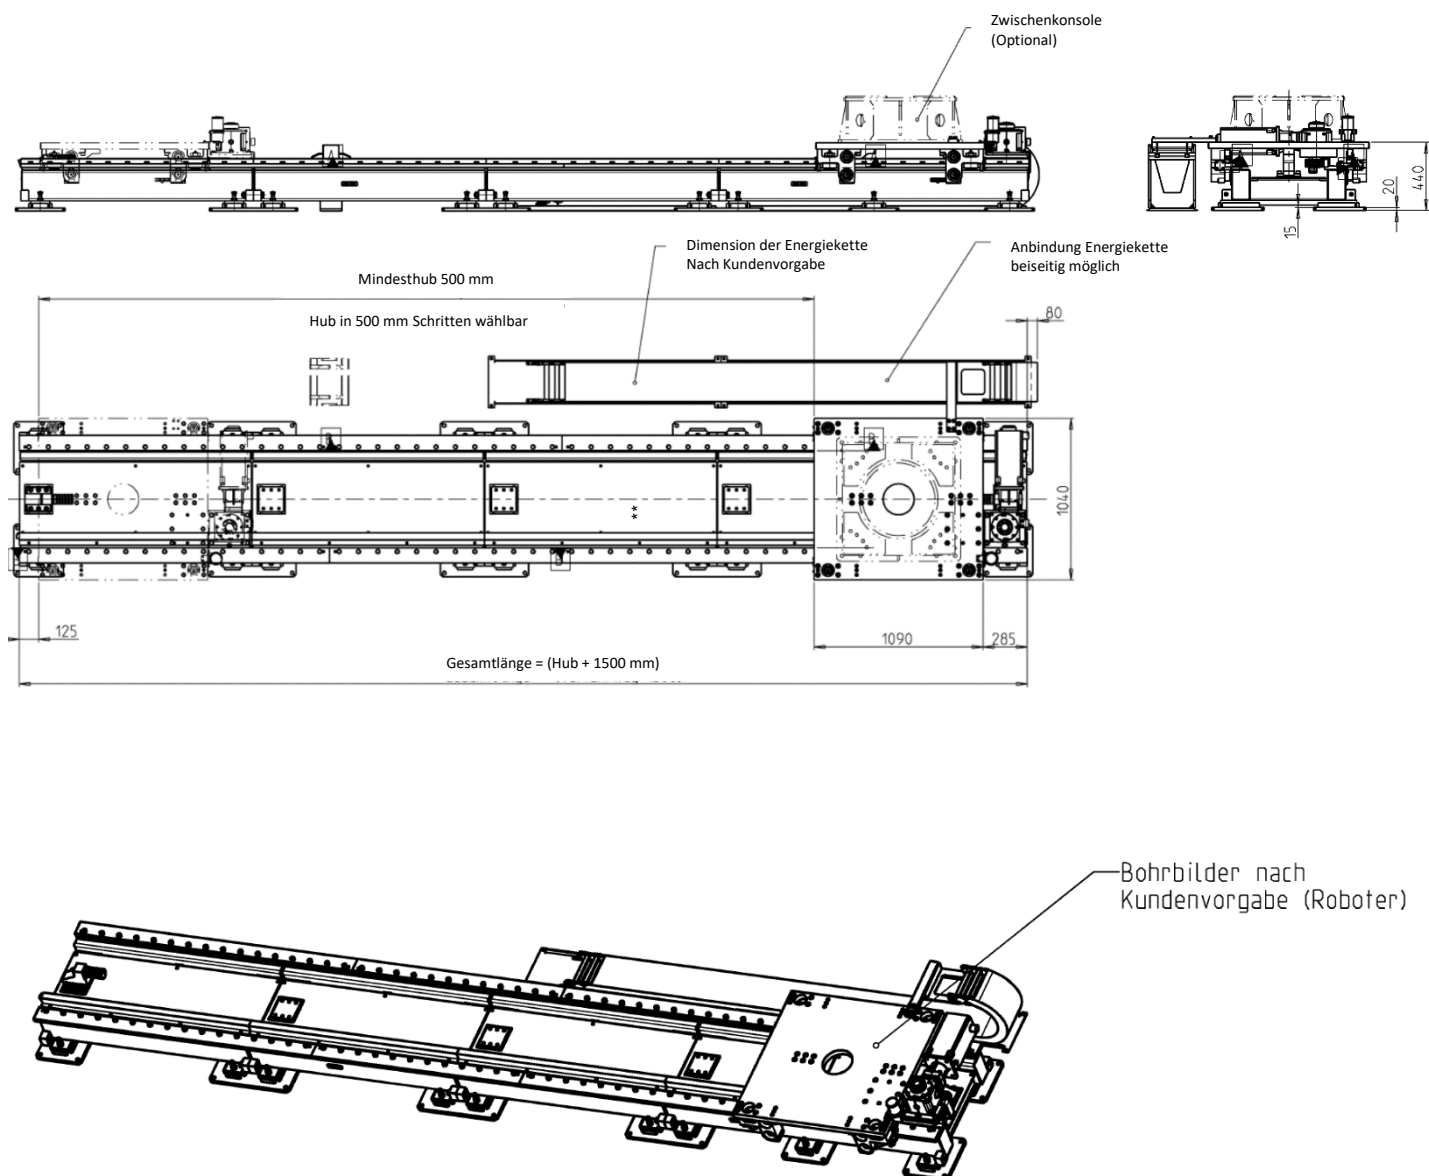 Zwischenkonsole
(Optional)
440
20
15
Dimension der Energiekette
Nach Kundenvorgabe
Anbindung Energiekette
beiseitig möglich
Mindesthub 500 mm
Hub in 500 mm Schritten wählbar
80
1040
**
125
1090
285
Gesamtlänge = (Hub + 1500 mm)
Bohrbilder nach
Kundenvorgabe (Roboter)